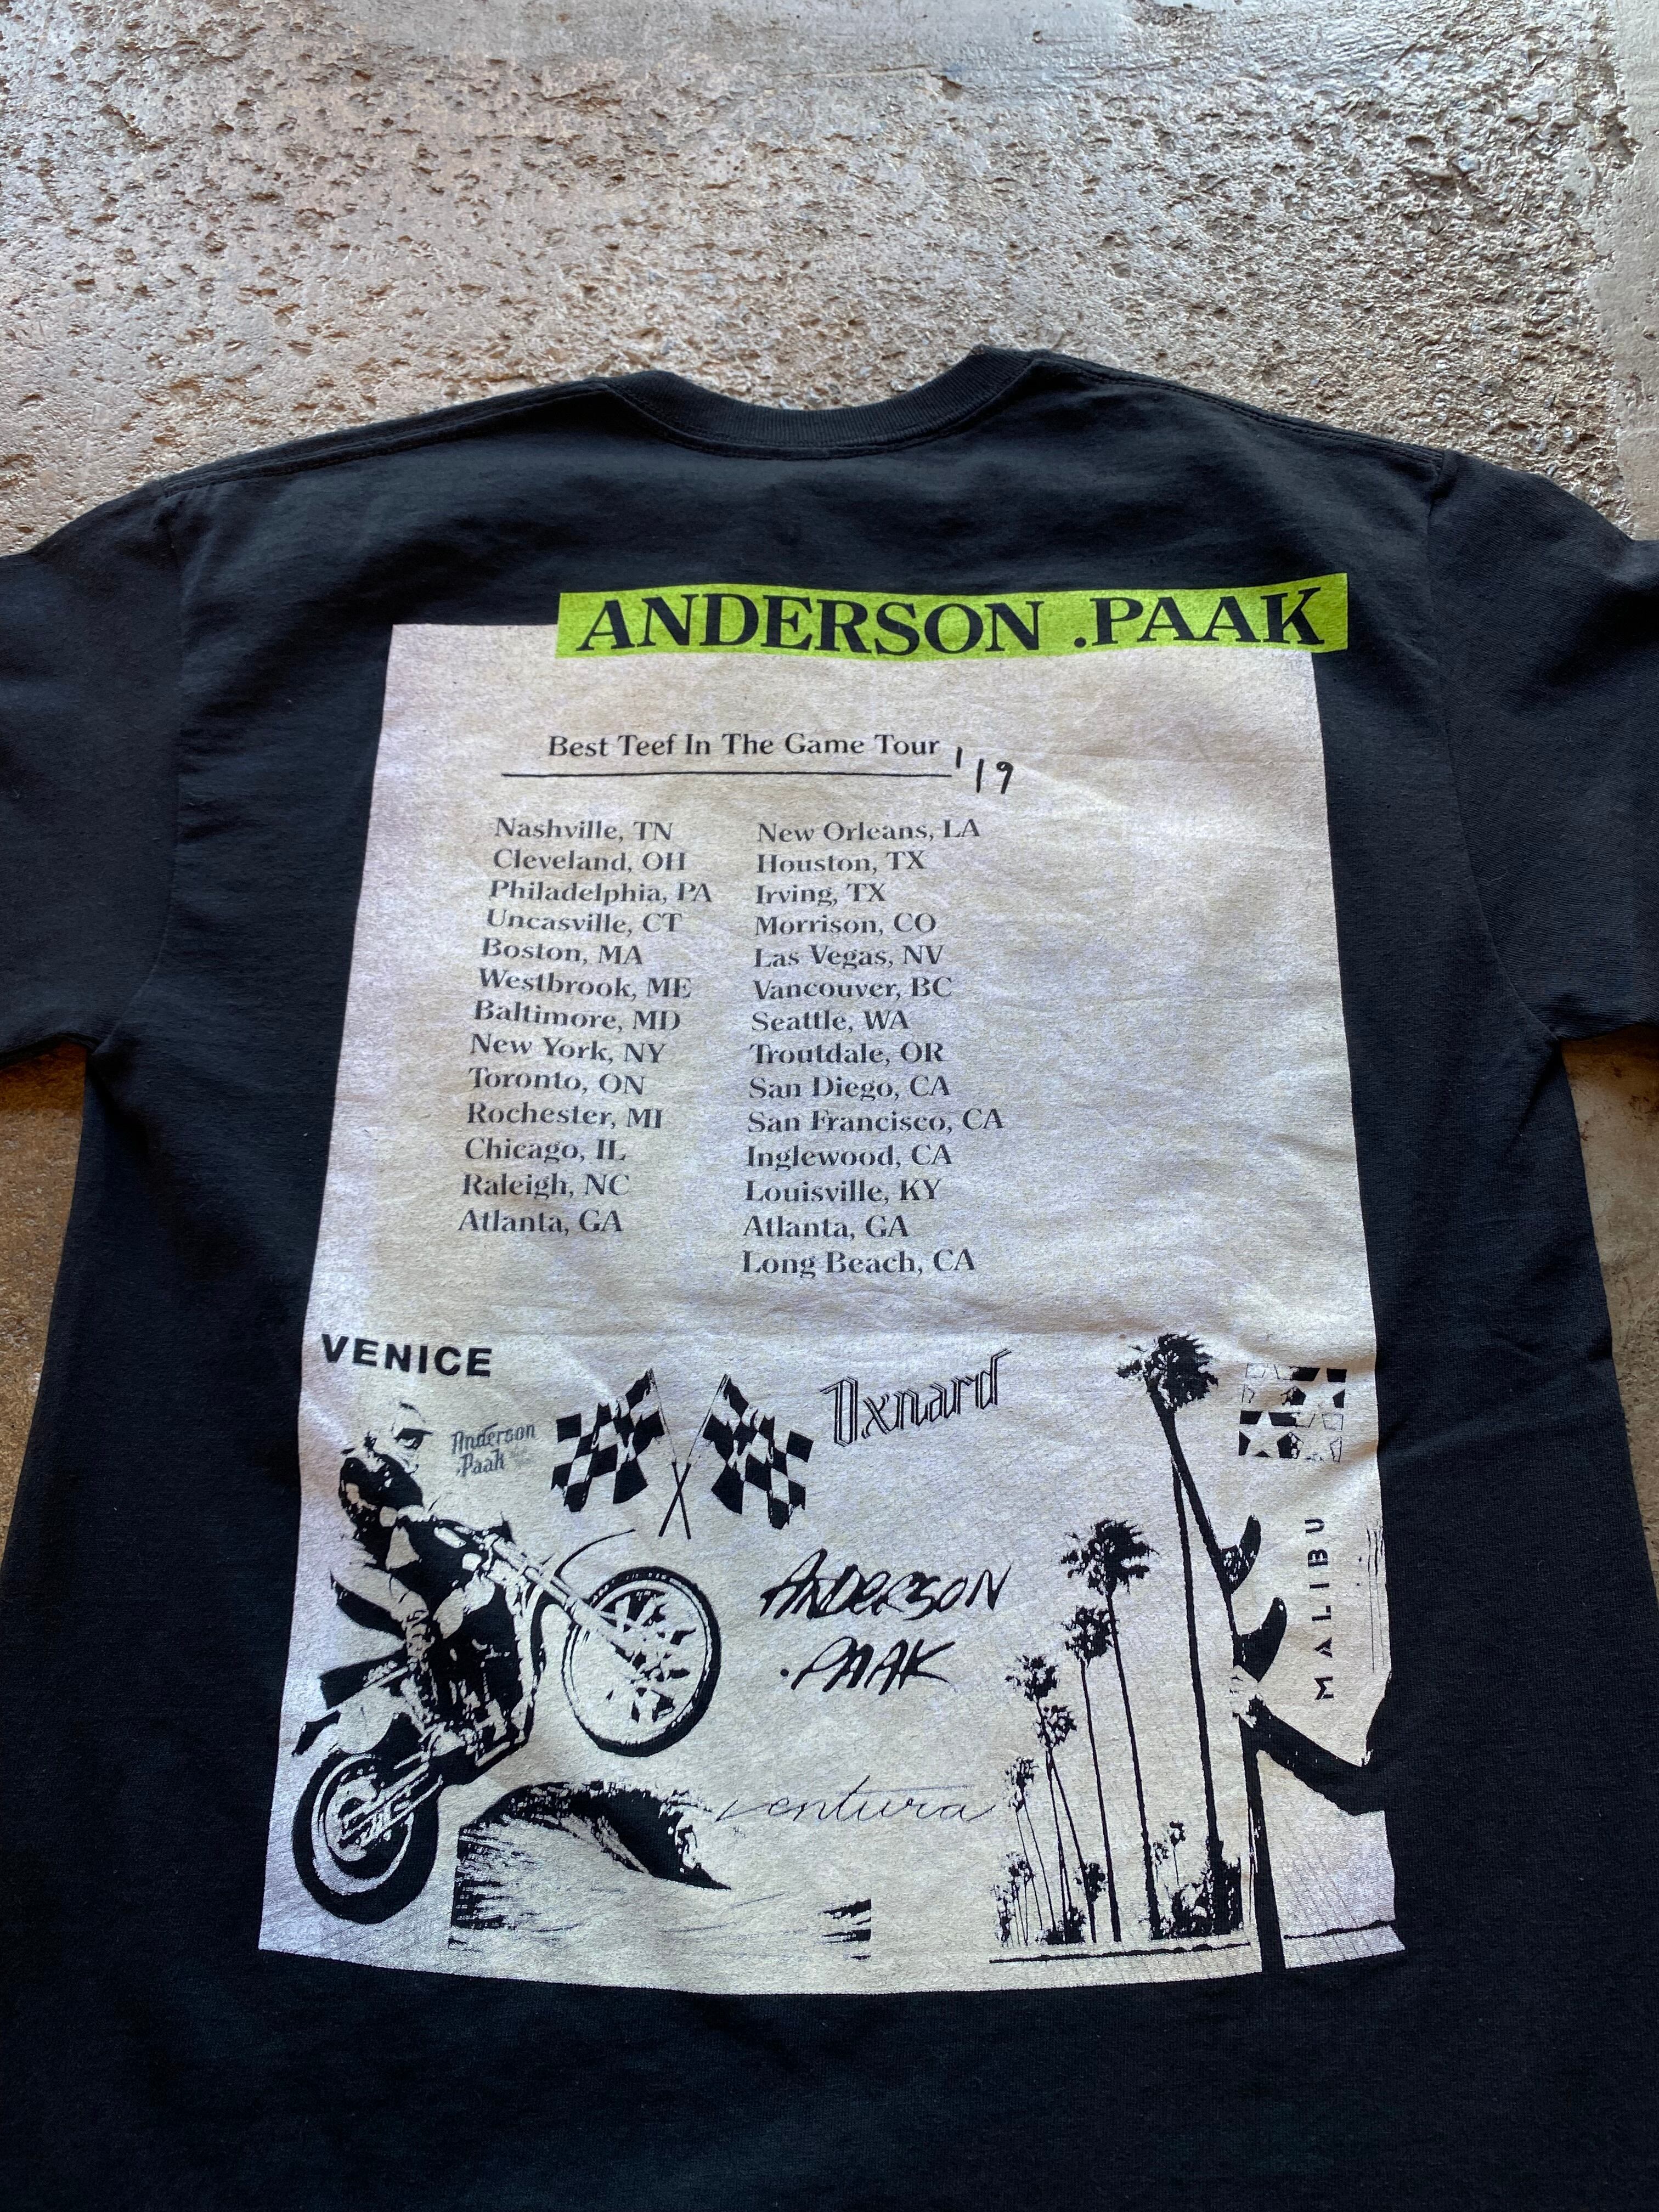 ANDERSON .PAAK
Best Teef In The Game Tour '19
Nashville, TN
Cleveland, OH
Philadelphia, PA
Uncasville, CT
Boston, MA
Westbrook, ME
Baltimore, MD
New York, NY
Toronto, ON
Rochester, MI
Chicago, IL
Raleigh, NC
Atlanta, GA
New Orleans, LA
Houston, TX
Irving, TX
Morrison, CO
Las Vegas, NV
Vancouver, BC
Seattle, WA
Troutdale, OR
San Diego, CA
San Francisco, CA
Inglewood, CA
Louisville, KY
Atlanta, GA
Long Beach, CA
VENICE
Anderson
.Paak
Oxnard
MALIBU
ANDERSON
.PAAK
ventura